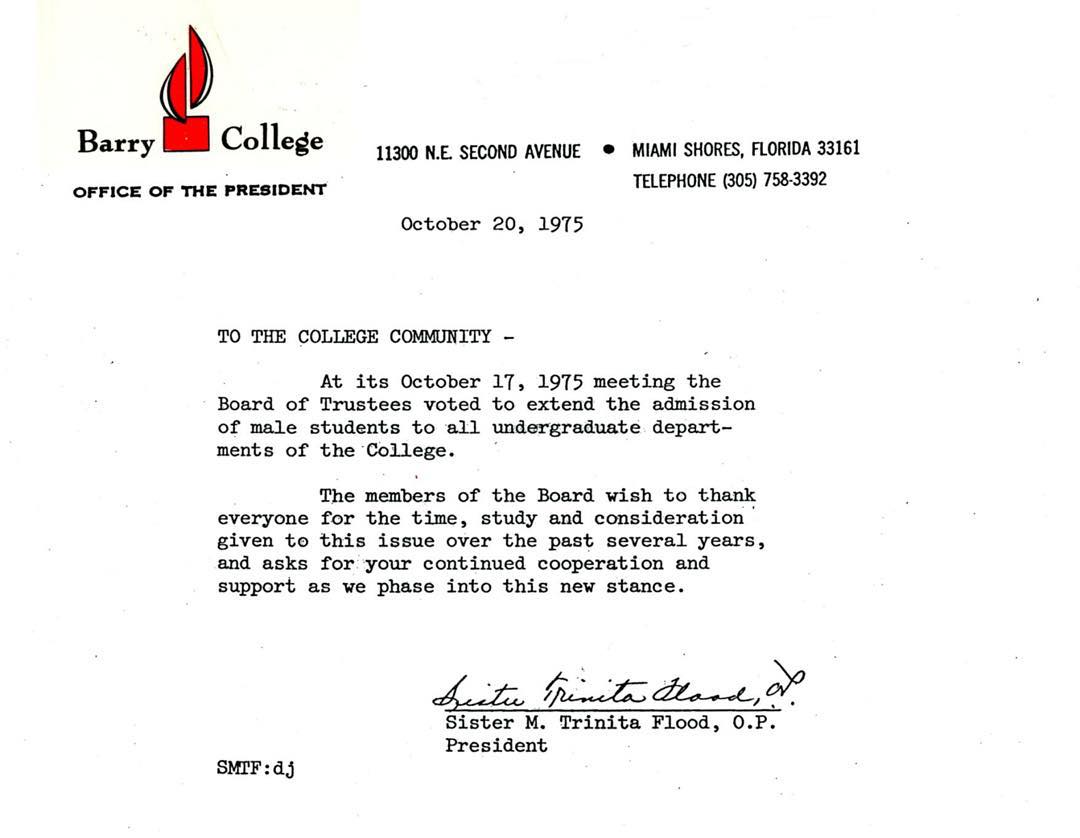 Barry College
OFFICE OF THE PRESIDENT
11300 N.E. SECOND AVENUE ● MIAMI SHORES, FLORIDA 33161
TELEPHONE (305) 758-3392
October 20, 1975
TO THE COLLEGE COMMUNITY -
At its October 17, 1975 meeting the
Board of Trustees voted to extend the admission
of male students to all undergraduate depart-
ments of the College.
The members of the Board wish to thank
everyone for the time, study and consideration
given to this issue over the past several years,
and asks for your continued cooperation and
support as we phase into this new stance.
Sister Trinita Flood, O.P.
Sister M. Trinita Flood, O.P.
President
SMTF:dj